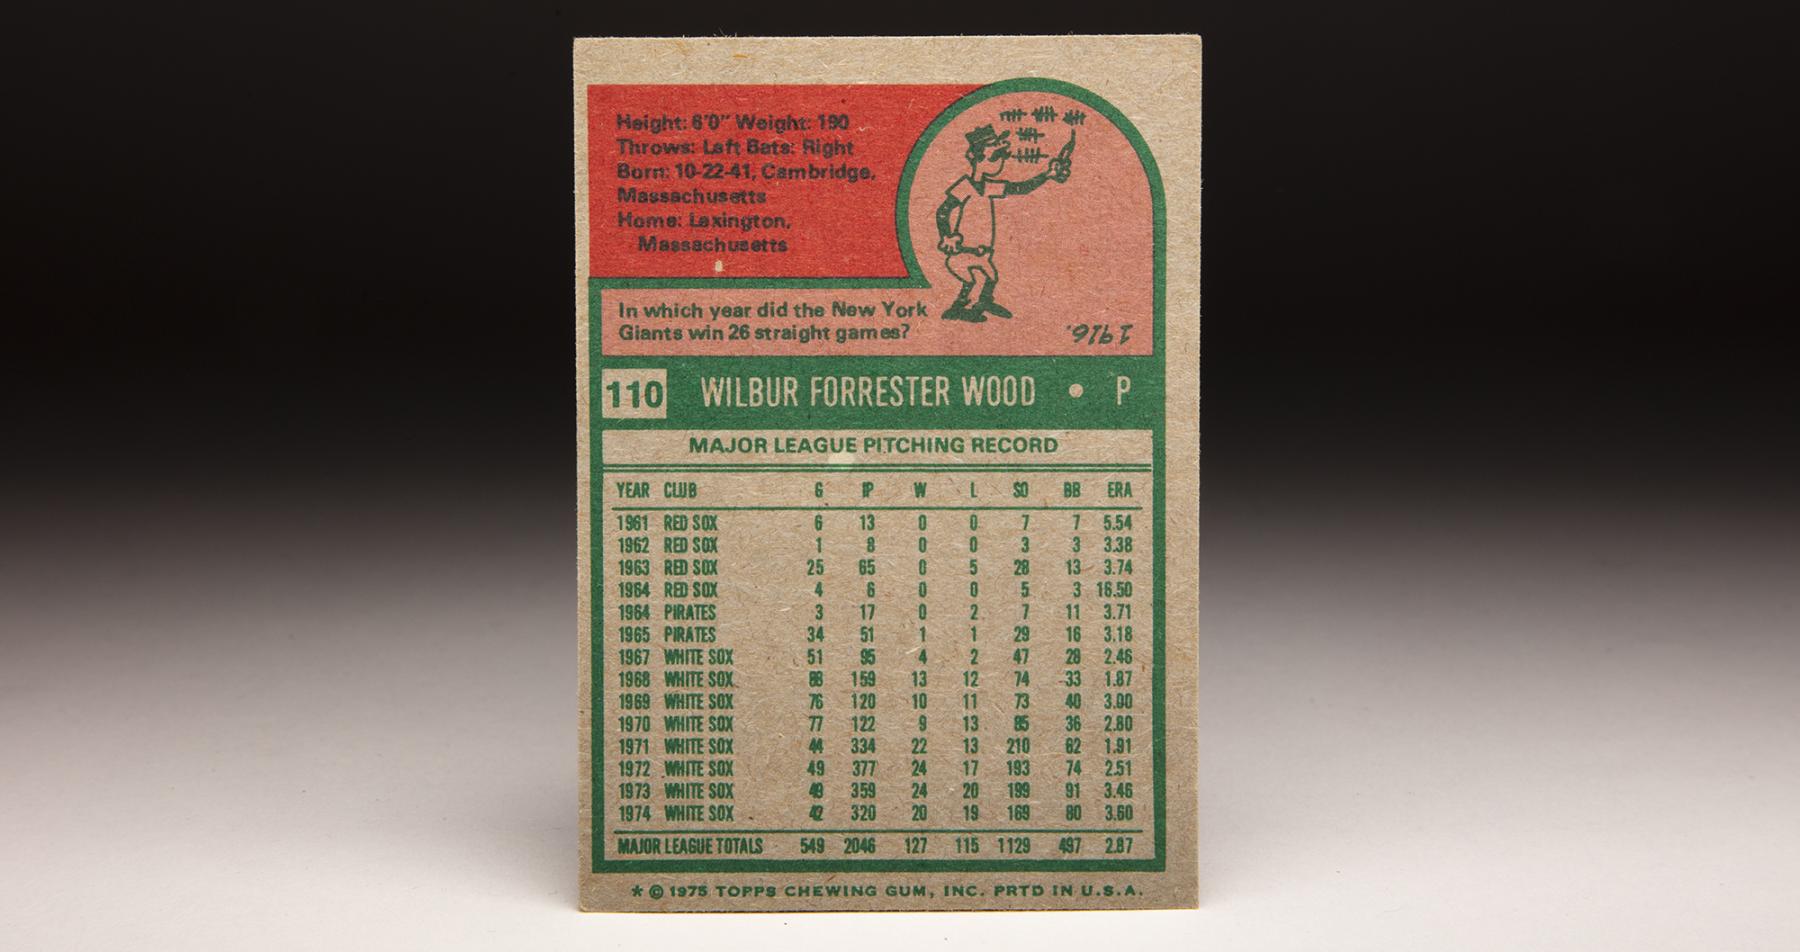 Height: 6'0" Weight: 190
Throws: Left Bats: Right
Born: 10-22-41, Cambridge,
Massachusetts
Home: Lexington,
Massachusetts
In which year did the New York
Giants win 26 straight games?
1916.
110 WILBUR FORRESTER WOOD • P
MAJOR LEAGUE PITCHING RECORD
YEAR CLUB G IP W L SO BB ERA
1961 RED SOX 6 13 0 0 7 7 5.54
1962 RED SOX 1 8 0 0 3 3 3.38
1963 RED SOX 25 65 0 5 28 13 3.74
1964 RED SOX 4 6 0 0 5 3 16.50
1964 PIRATES 3 17 0 2 7 11 3.71
1965 PIRATES 34 51 1 1 29 16 3.18
1967 WHITE SOX 51 95 4 2 47 28 2.46
1968 WHITE SOX 88 159 13 12 74 33 1.87
1969 WHITE SOX 76 120 10 11 73 40 3.00
1970 WHITE SOX 77 122 9 13 85 36 2.80
1971 WHITE SOX 44 334 22 13 210 62 1.91
1972 WHITE SOX 49 377 24 17 193 74 2.51
1973 WHITE SOX 49 359 24 20 199 91 3.46
1974 WHITE SOX 42 320 20 19 169 80 3.60
MAJOR LEAGUE TOTALS 549 2046 127 115 1129 497 2.87
* © 1975 TOPPS CHEWING GUM, INC. PRTD IN U.S.A.